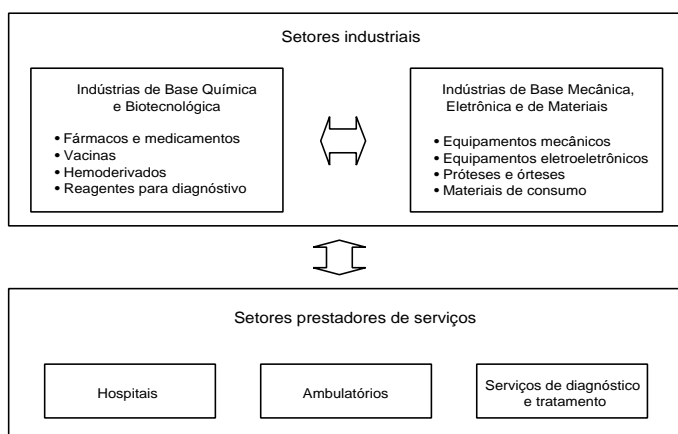 Setores industriais
Indústrias de Base Química
e Biotecnológica
• Fármacos e medicamentos
• Vacinas
• Hemoderivados
• Reagentes para diagnóstivo
Indústrias de Base Mecânica,
Eletrônica e de Materiais
• Equipamentos mecânicos
• Equipamentos eletroeletrônicos
• Próteses e órteses
• Materiais de consumo
Setores prestadores de serviços
Hospitais
Ambulatórios
Serviços de diagnóstico
e tratamento